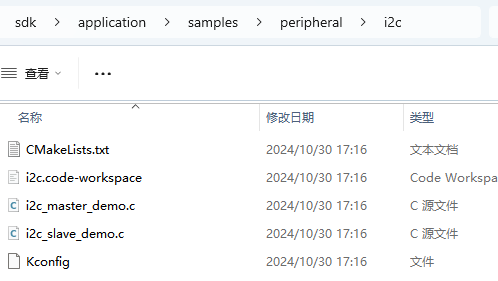 sdk > application > samples > peripheral > i2c
查看 ...
名称 修改日期 类型
CMakeLists.txt 2024/10/30 17:16 文本文档
i2c.code-workspace 2024/10/30 17:16 Code Workspa
i2c_master_demo.c 2024/10/30 17:16 C 源文件
i2c_slave_demo.c 2024/10/30 17:16 C 源文件
Kconfig 2024/10/30 17:16 文件